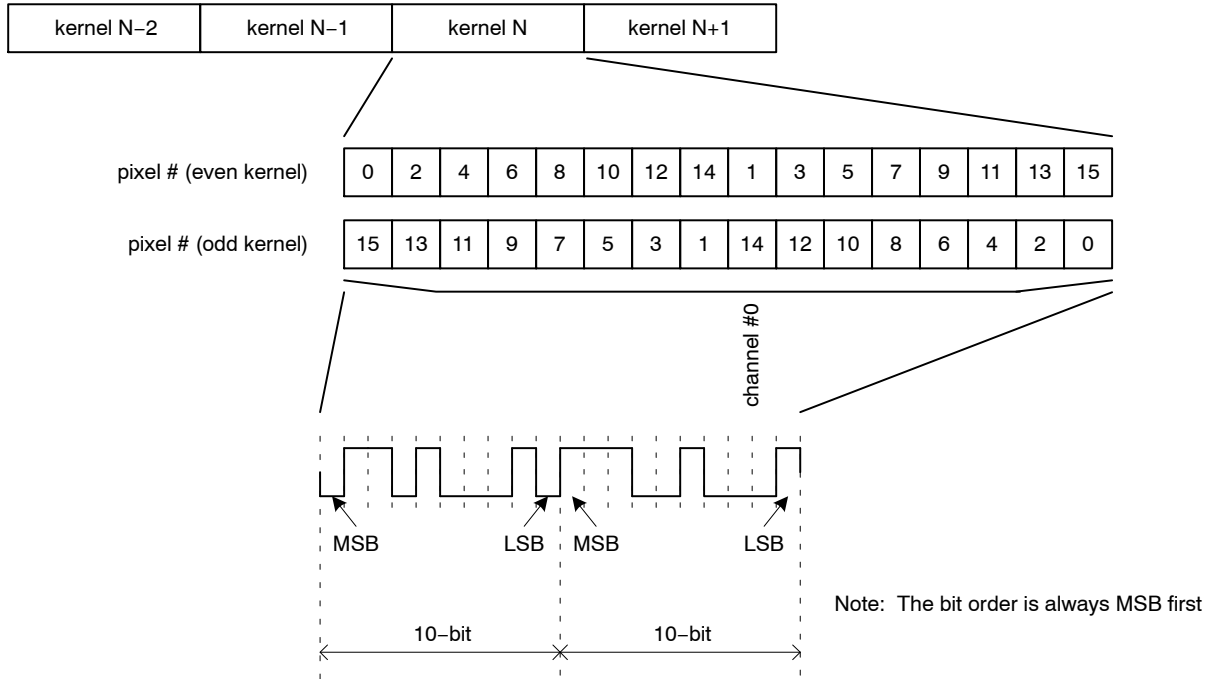 kernel N−2 kernel N−1 kernel N kernel N+1
pixel # (even kernel) 0 2 4 6 8 10 12 14 1 3 5 7 9 11 13 15
pixel # (odd kernel) 15 13 11 9 7 5 3 1 14 12 10 8 6 4 2 0
channel #0
MSB LSB MSB LSB
Note: The bit order is always MSB first
10−bit 10−bit